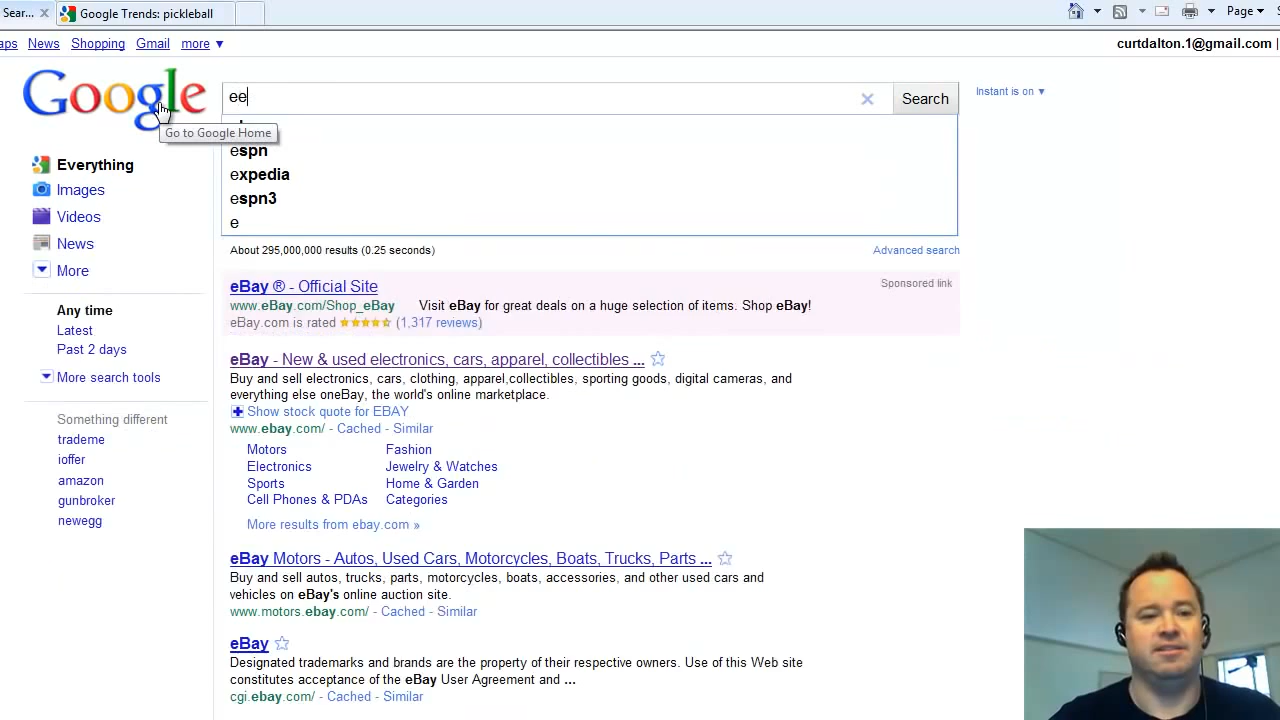 Sear...
Google Trends: pickleball
Page
aps News Shopping Gmail more ▼
curtdalton.1@gmail.com |
Google
ee
Search
Instant is on ▼
Go to Google Home
espn
expedia
espn3
e
Everything
Images
Videos
News
More
Any time
Latest
Past 2 days
More search tools
Something different
trademe
ioffer
amazon
gunbroker
newegg
About 295,000,000 results (0.25 seconds)
Advanced search
eBay ® - Official Site
Sponsored link
www.eBay.com/Shop_eBay Visit eBay for great deals on a huge selection of items. Shop eBay!
eBay.com is rated (1,317 reviews)
eBay - New & used electronics, cars, apparel, collectibles ...
Buy and sell electronics, cars, clothing, apparel,collectibles, sporting goods, digital cameras, and
everything else oneBay, the world's online marketplace.
Show stock quote for EBAY
www.ebay.com/ - Cached - Similar
Motors Fashion
Electronics Jewelry & Watches
Sports Home & Garden
Cell Phones & PDAs Categories
More results from ebay.com »
eBay Motors - Autos, Used Cars, Motorcycles, Boats, Trucks, Parts ...
Buy and sell autos, trucks, parts, motorcycles, boats, accessories, and other used cars and
vehicles on eBay's online auction site.
www.motors.ebay.com/ - Cached - Similar
eBay
Designated trademarks and brands are the property of their respective owners. Use of this Web site
constitutes acceptance of the eBay User Agreement and ...
cgi.ebay.com/ - Cached - Similar